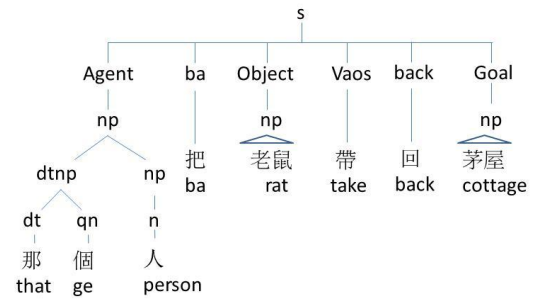 s
Agent ba Object Vaos back Goal
np np np
把 老鼠 帶 回 茅屋
ba rat take back cottage
dtnp np
dt qn n
那 個 人
that ge person